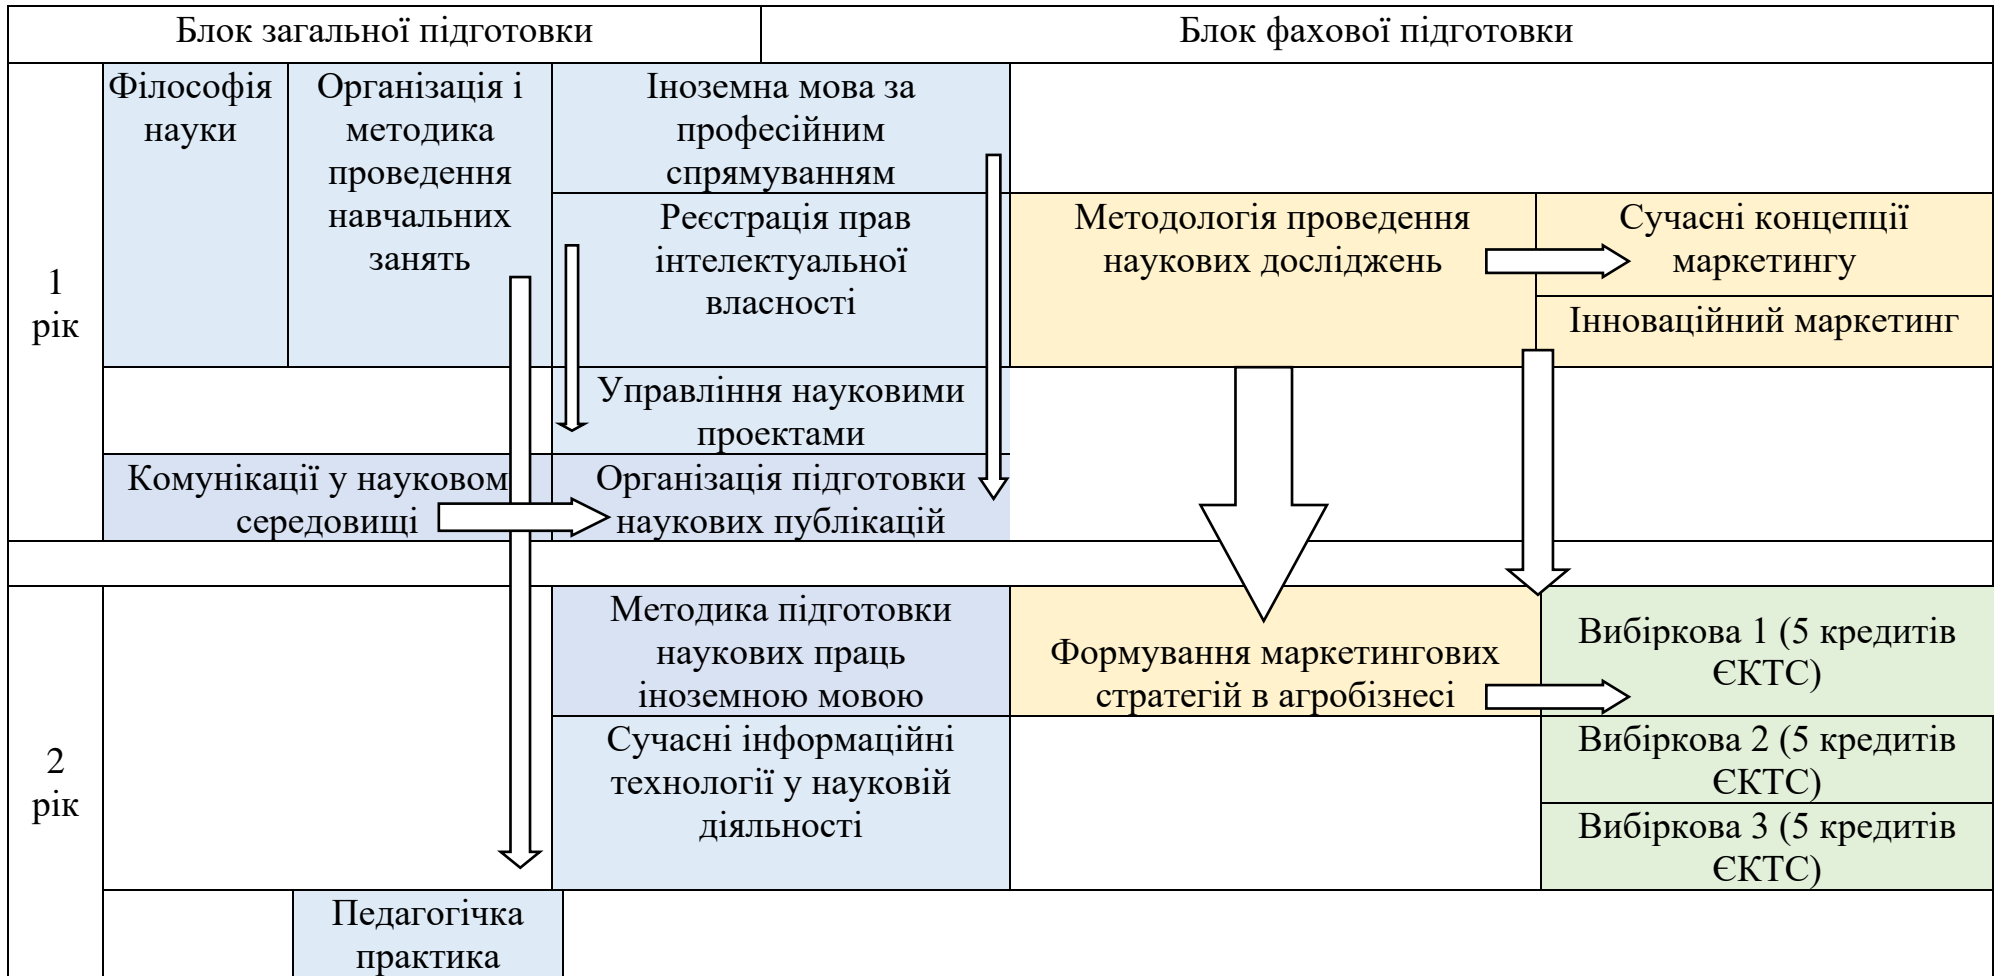 Блок загальної підготовки
Блок фахової підготовки
1
рік
Філософія
науки
Організація і
методика
проведення
навчальних
занять
Іноземна мова за
професійним
спрямуванням
Реєстрація прав
інтелектуальної
власності
Методологія проведення
наукових досліджень
Сучасні концепції
маркетингу
Інноваційний маркетинг
Управління науковими
проектами
Комунікації у науковом
середовищі
Організація підготовки
наукових публікацій
2
рік
Методика підготовки
наукових праць
іноземною мовою
Формування маркетингових
стратегій в агробізнесі
Вибіркова 1 (5 кредитів
ЄКТС)
Сучасні інформаційні
технології у науковій
діяльності
Вибіркова 2 (5 кредитів
ЄКТС)
Вибіркова 3 (5 кредитів
ЄКТС)
Педагогічка
практика